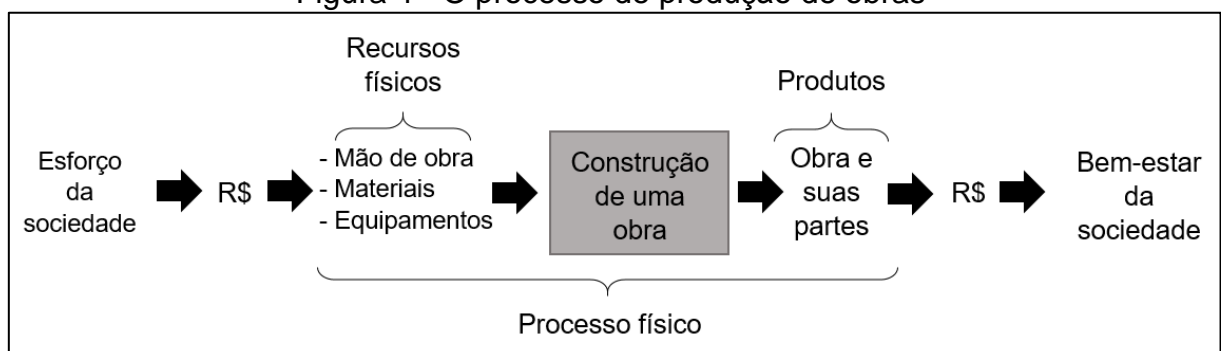 Figura - O processo de produção de obras
Recursos
físicos
Produtos
Esforço
da
sociedade
R$
- Mão de obra
- Materiais
- Equipamentos
Construção
de uma
obra
Obra e
suas
partes
R$
Bem-estar
da
sociedade
Processo físico